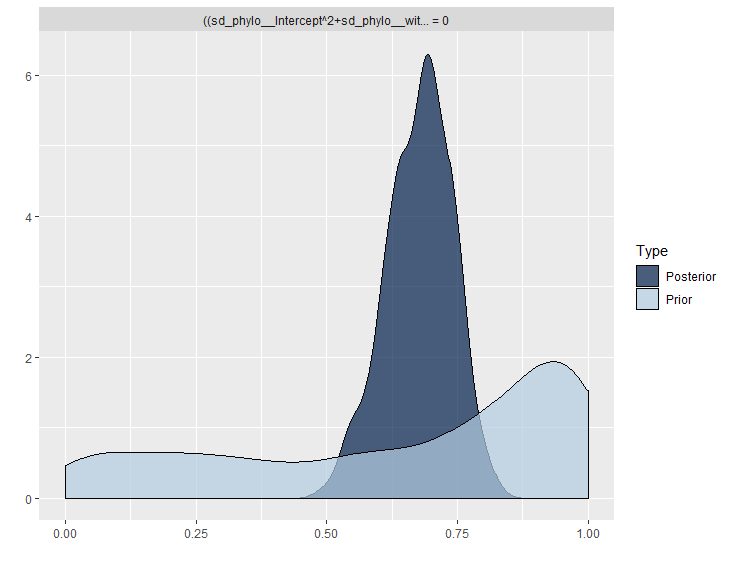 ((sd_phylo__Intercept^2+sd_phylo__wit... = 0
6
4
2
0
0.00 0.25 0.50 0.75 1.00
Type
Posterior
Prior